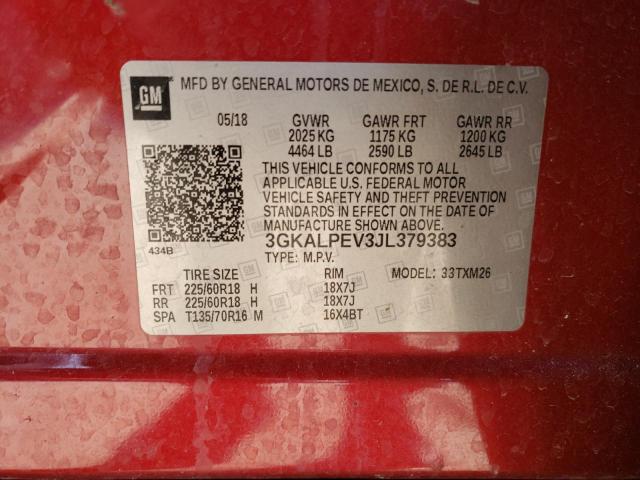 GM
MFD BY GENERAL MOTORS DE MEXICO, S. DE R.L. DE C.V.
05/18 GVWR GAWR FRT GAWR RR
2025 KG 1175 KG 1200 KG
4464 LB 2590 LB 2645 LB
THIS VEHICLE CONFORMS TO ALL
APPLICABLE U.S. FEDERAL MOTOR
VEHICLE SAFETY AND THEFT PREVENTION
STANDARDS IN EFFECT ON THE DATE OF
MANUFACTURE SHOWN ABOVE.
434B 3GKALPEV3JL379383
TYPE: M.P.V.
TIRE SIZE RIM MODEL: 33TXM26
FRT 225/60R18 H 18X7J
RR 225/60R18 H 18X7J
SPA T135/70R16 M 16X4BT